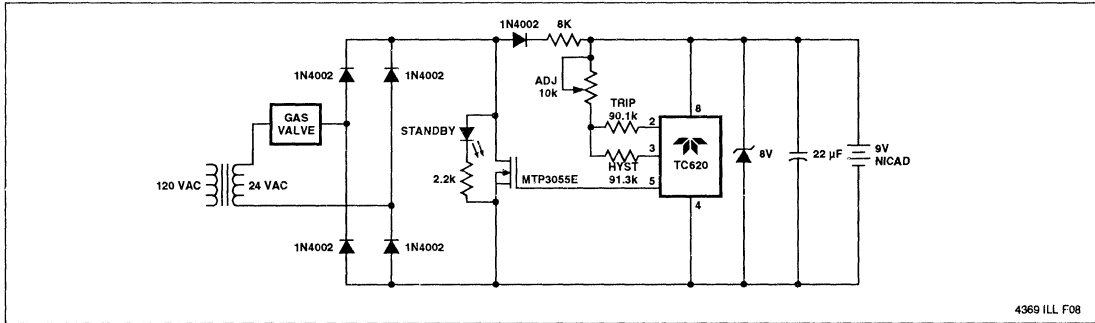 1N4002
8K
1N4002
1N4002
ADJ
10k
TRIP
90.1k
2
8
GAS
VALVE
STANDBY
TC620
3
HYST
91.3k
8V
22 µF
9V
NICAD
120 VAC
24 VAC
2.2k
MTP3055E
5
4
1N4002
1N4002
4369 ILL F08